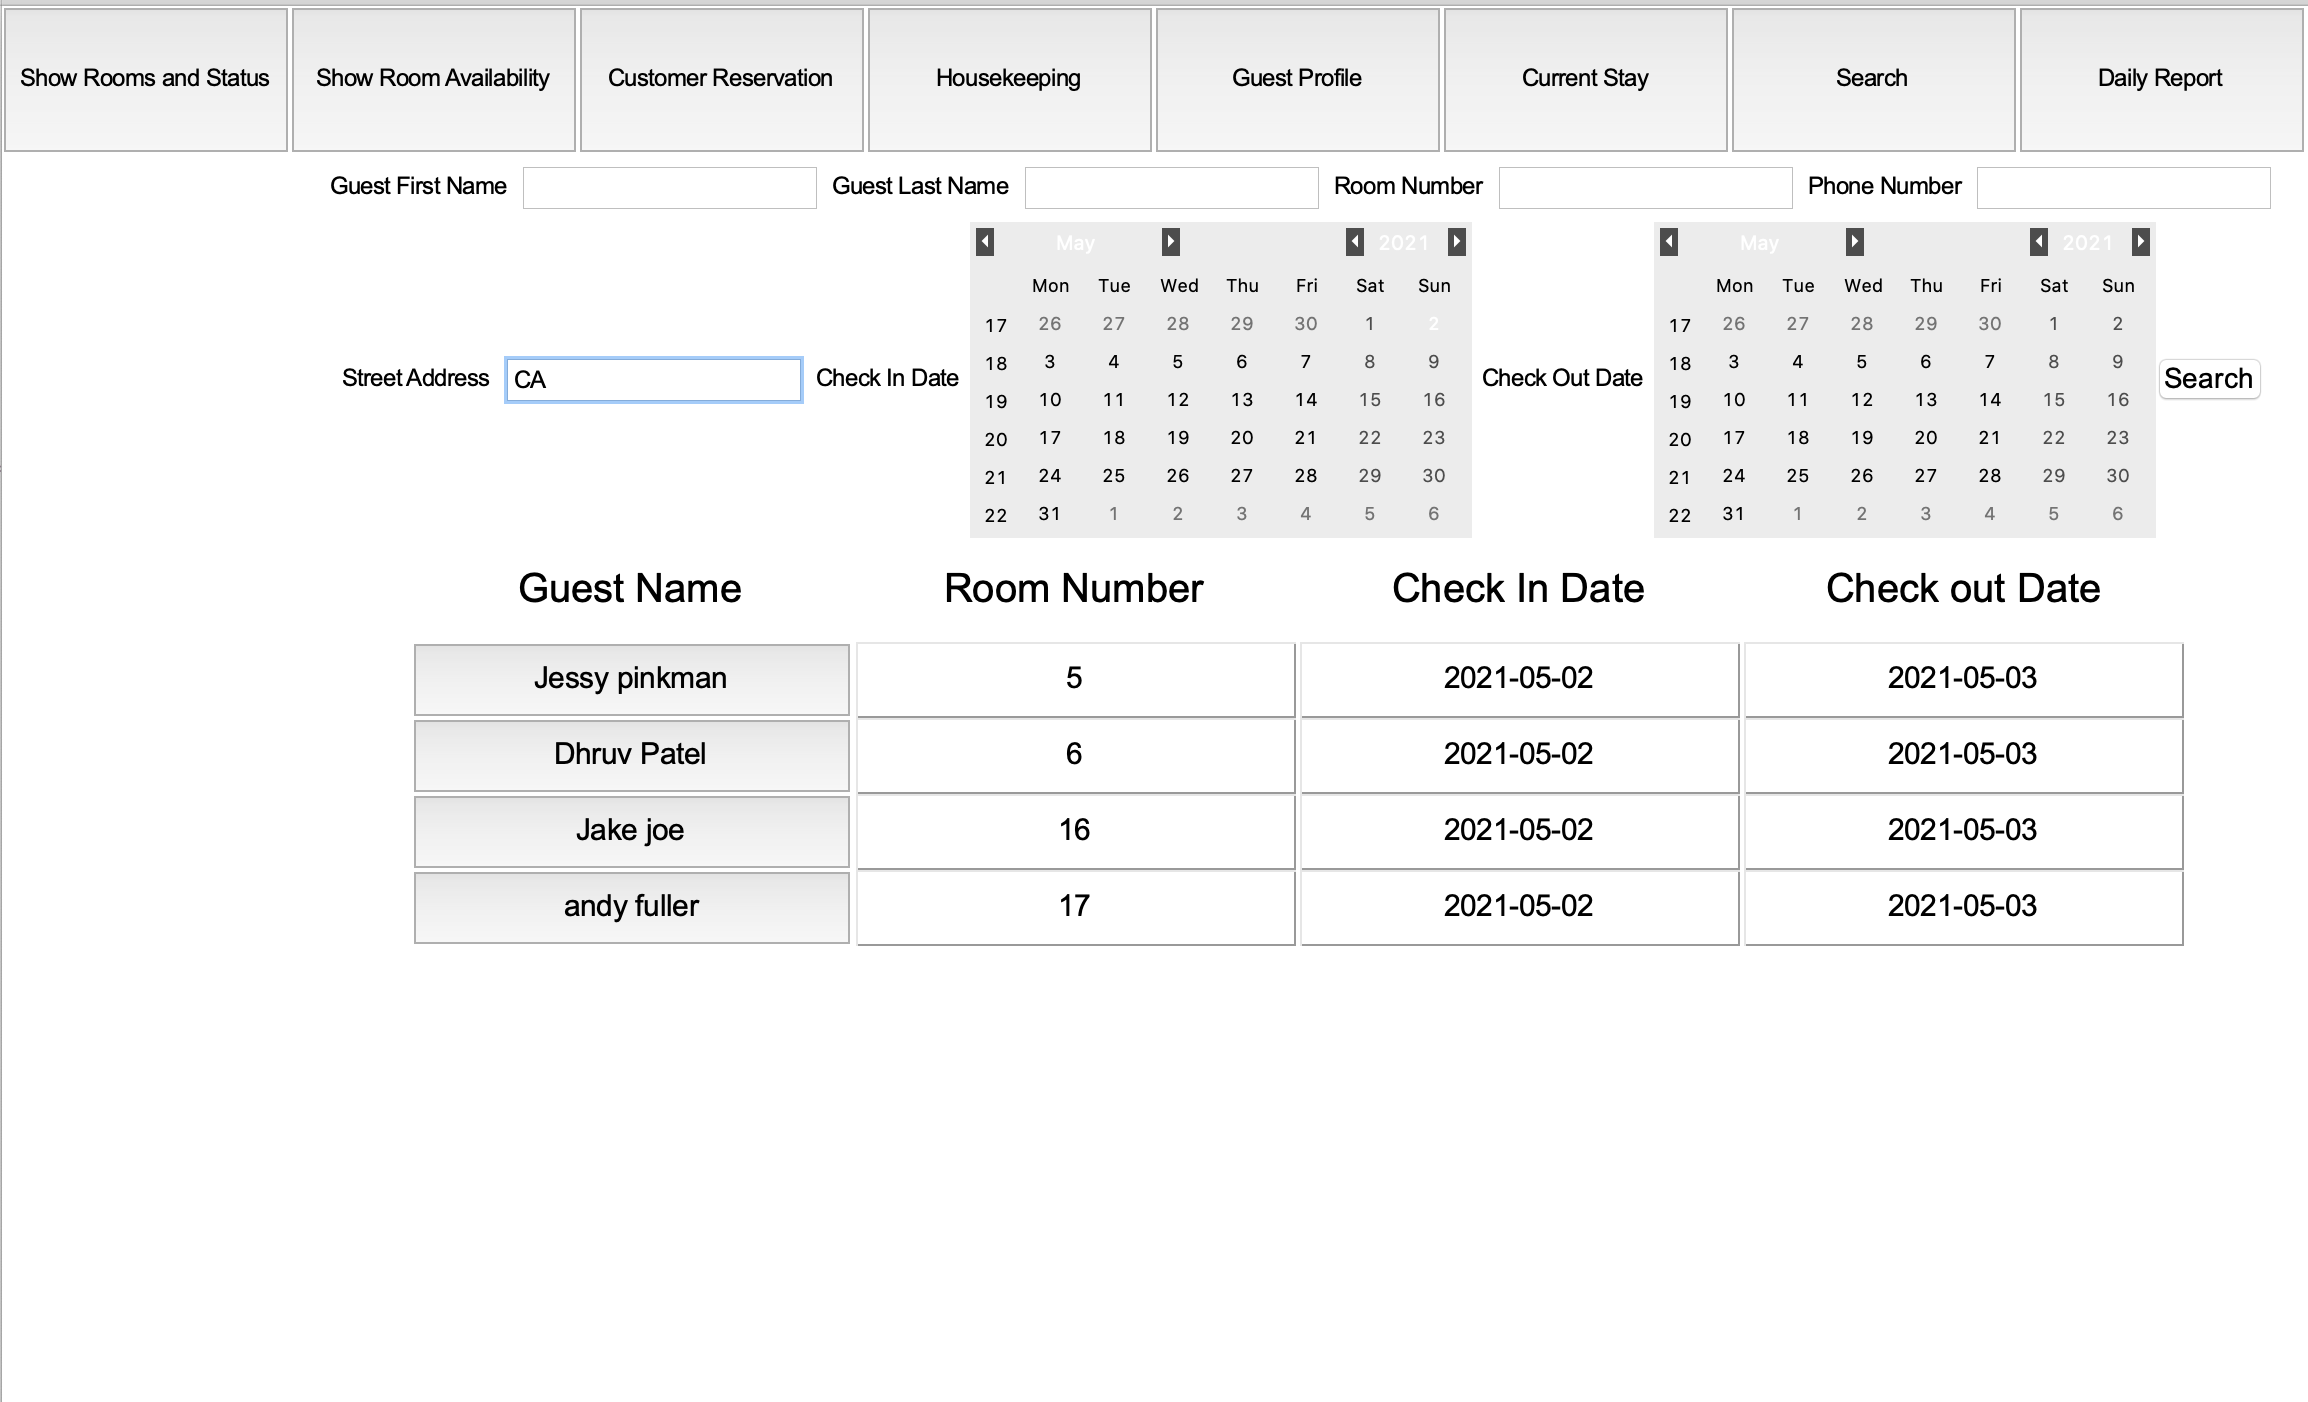 Show Rooms and Status Show Room Availability Customer Reservation Housekeeping Guest Profile Current Stay Search Daily Report
Guest First Name Guest Last Name Room Number Phone Number
May 2021 May 2021
Mon Tue Wed Thu Fri Sat Sun Mon Tue Wed Thu Fri Sat Sun
17 26 27 28 29 30 1 2 17 26 27 28 29 30 1 2
18 3 4 5 6 7 8 9 18 3 4 5 6 7 8 9
Street Address CA Check In Date Check Out Date Search
19 10 11 12 13 14 15 16 19 10 11 12 13 14 15 16
20 17 18 19 20 21 22 23 20 17 18 19 20 21 22 23
21 24 25 26 27 28 29 30 21 24 25 26 27 28 29 30
22 31 1 2 3 4 5 6 22 31 1 2 3 4 5 6
Guest Name Room Number Check In Date Check out Date
Jessy pinkman 5 2021-05-02 2021-05-03
Dhruv Patel 6 2021-05-02 2021-05-03
Jake joe 16 2021-05-02 2021-05-03
andy fuller 17 2021-05-02 2021-05-03